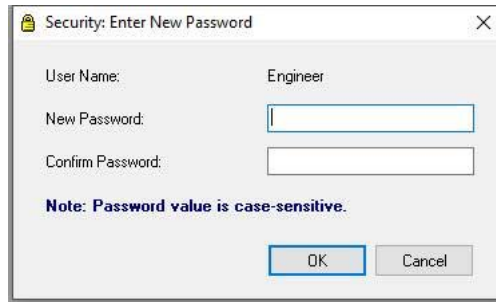 Security: Enter New Password
User Name: Engineer
New Password:
Confirm Password:
Note: Password value is case-sensitive.
OK Cancel